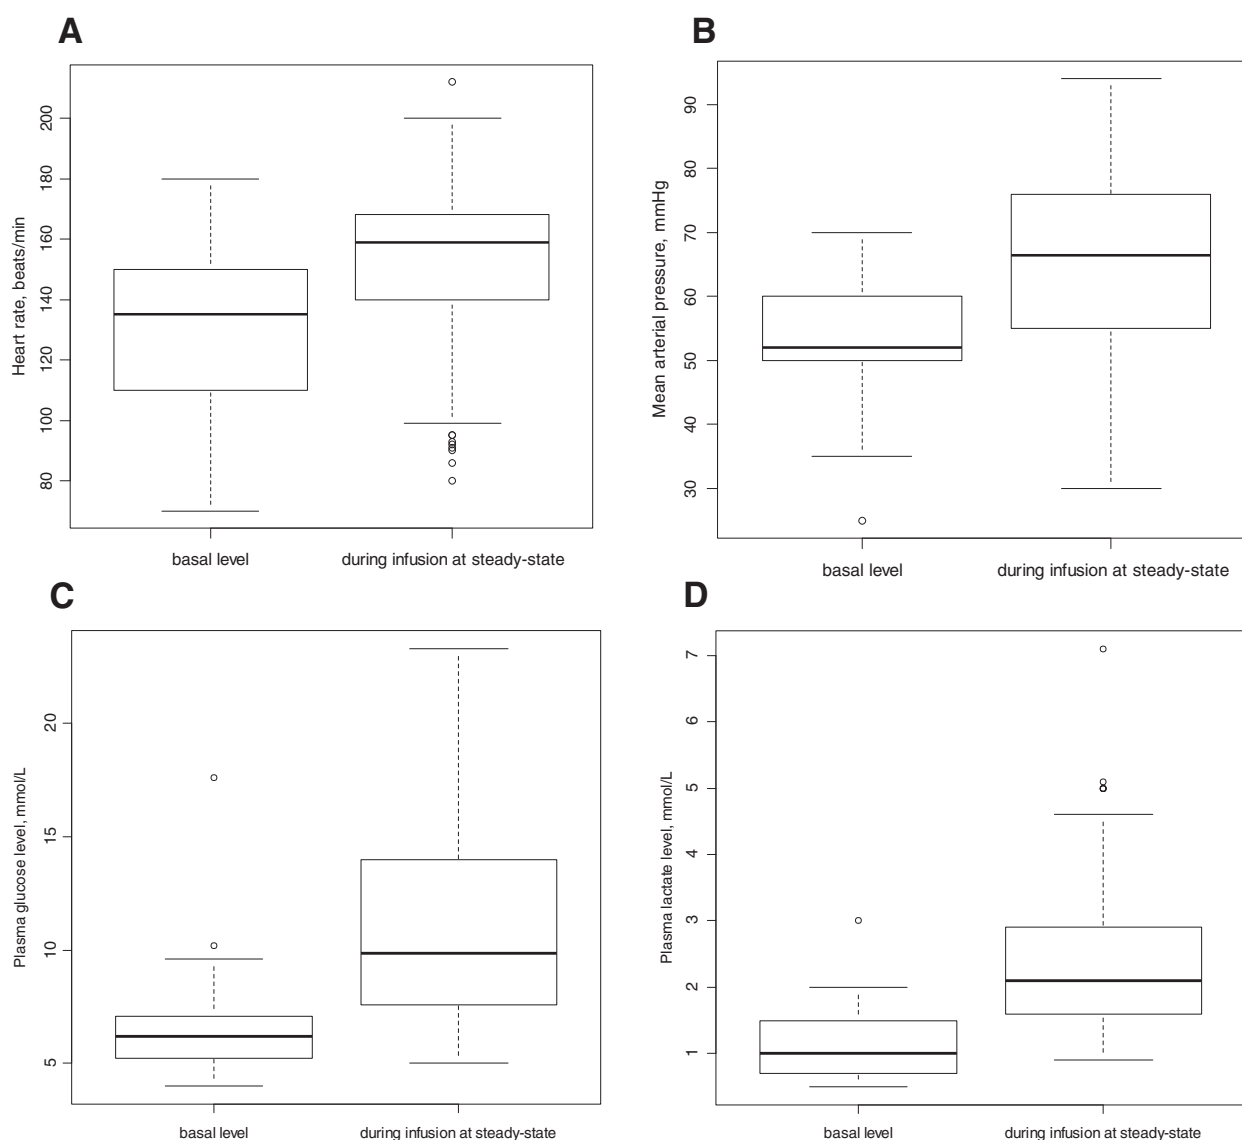 A
Heart rate, beats/min
200
180
160
140
120
100
80
basal level
during infusion at steady-state
B
Mean arterial pressure, mmHg
90
80
70
60
50
40
30
basal level
during infusion at steady-state
C
Plasma glucose level, mmol/L
20
15
10
5
basal level
during infusion at steady-state
D
Plasma lactate level, mmol/L
7
6
5
4
3
2
1
basal level
during infusion at steady-state